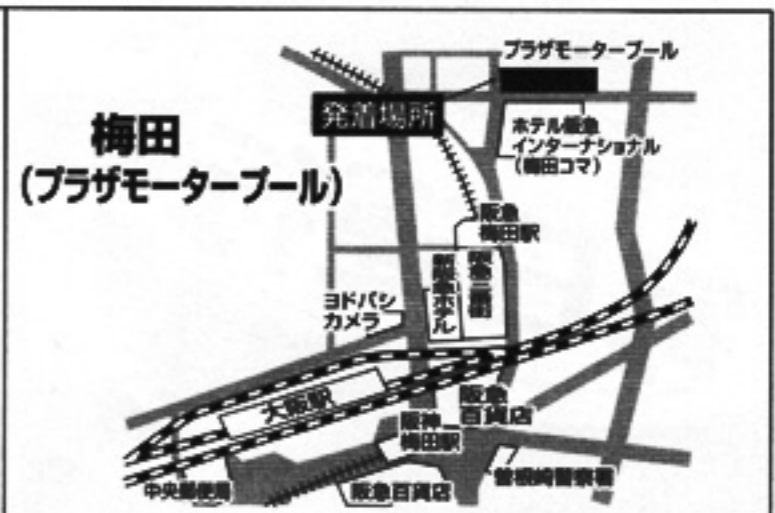 梅田
(プラザモータープール)
プラザモータープール
発着場所
ホテル阪急
インターナショナル
(梅田コマ)
阪急
梅田駅
新阪急ホテル
阪急三番街
ヨドバシ
カメラ
大阪駅
阪急
百貨店
阪神
梅田駅
中央郵便局
阪急百貨店
曽根崎警察署